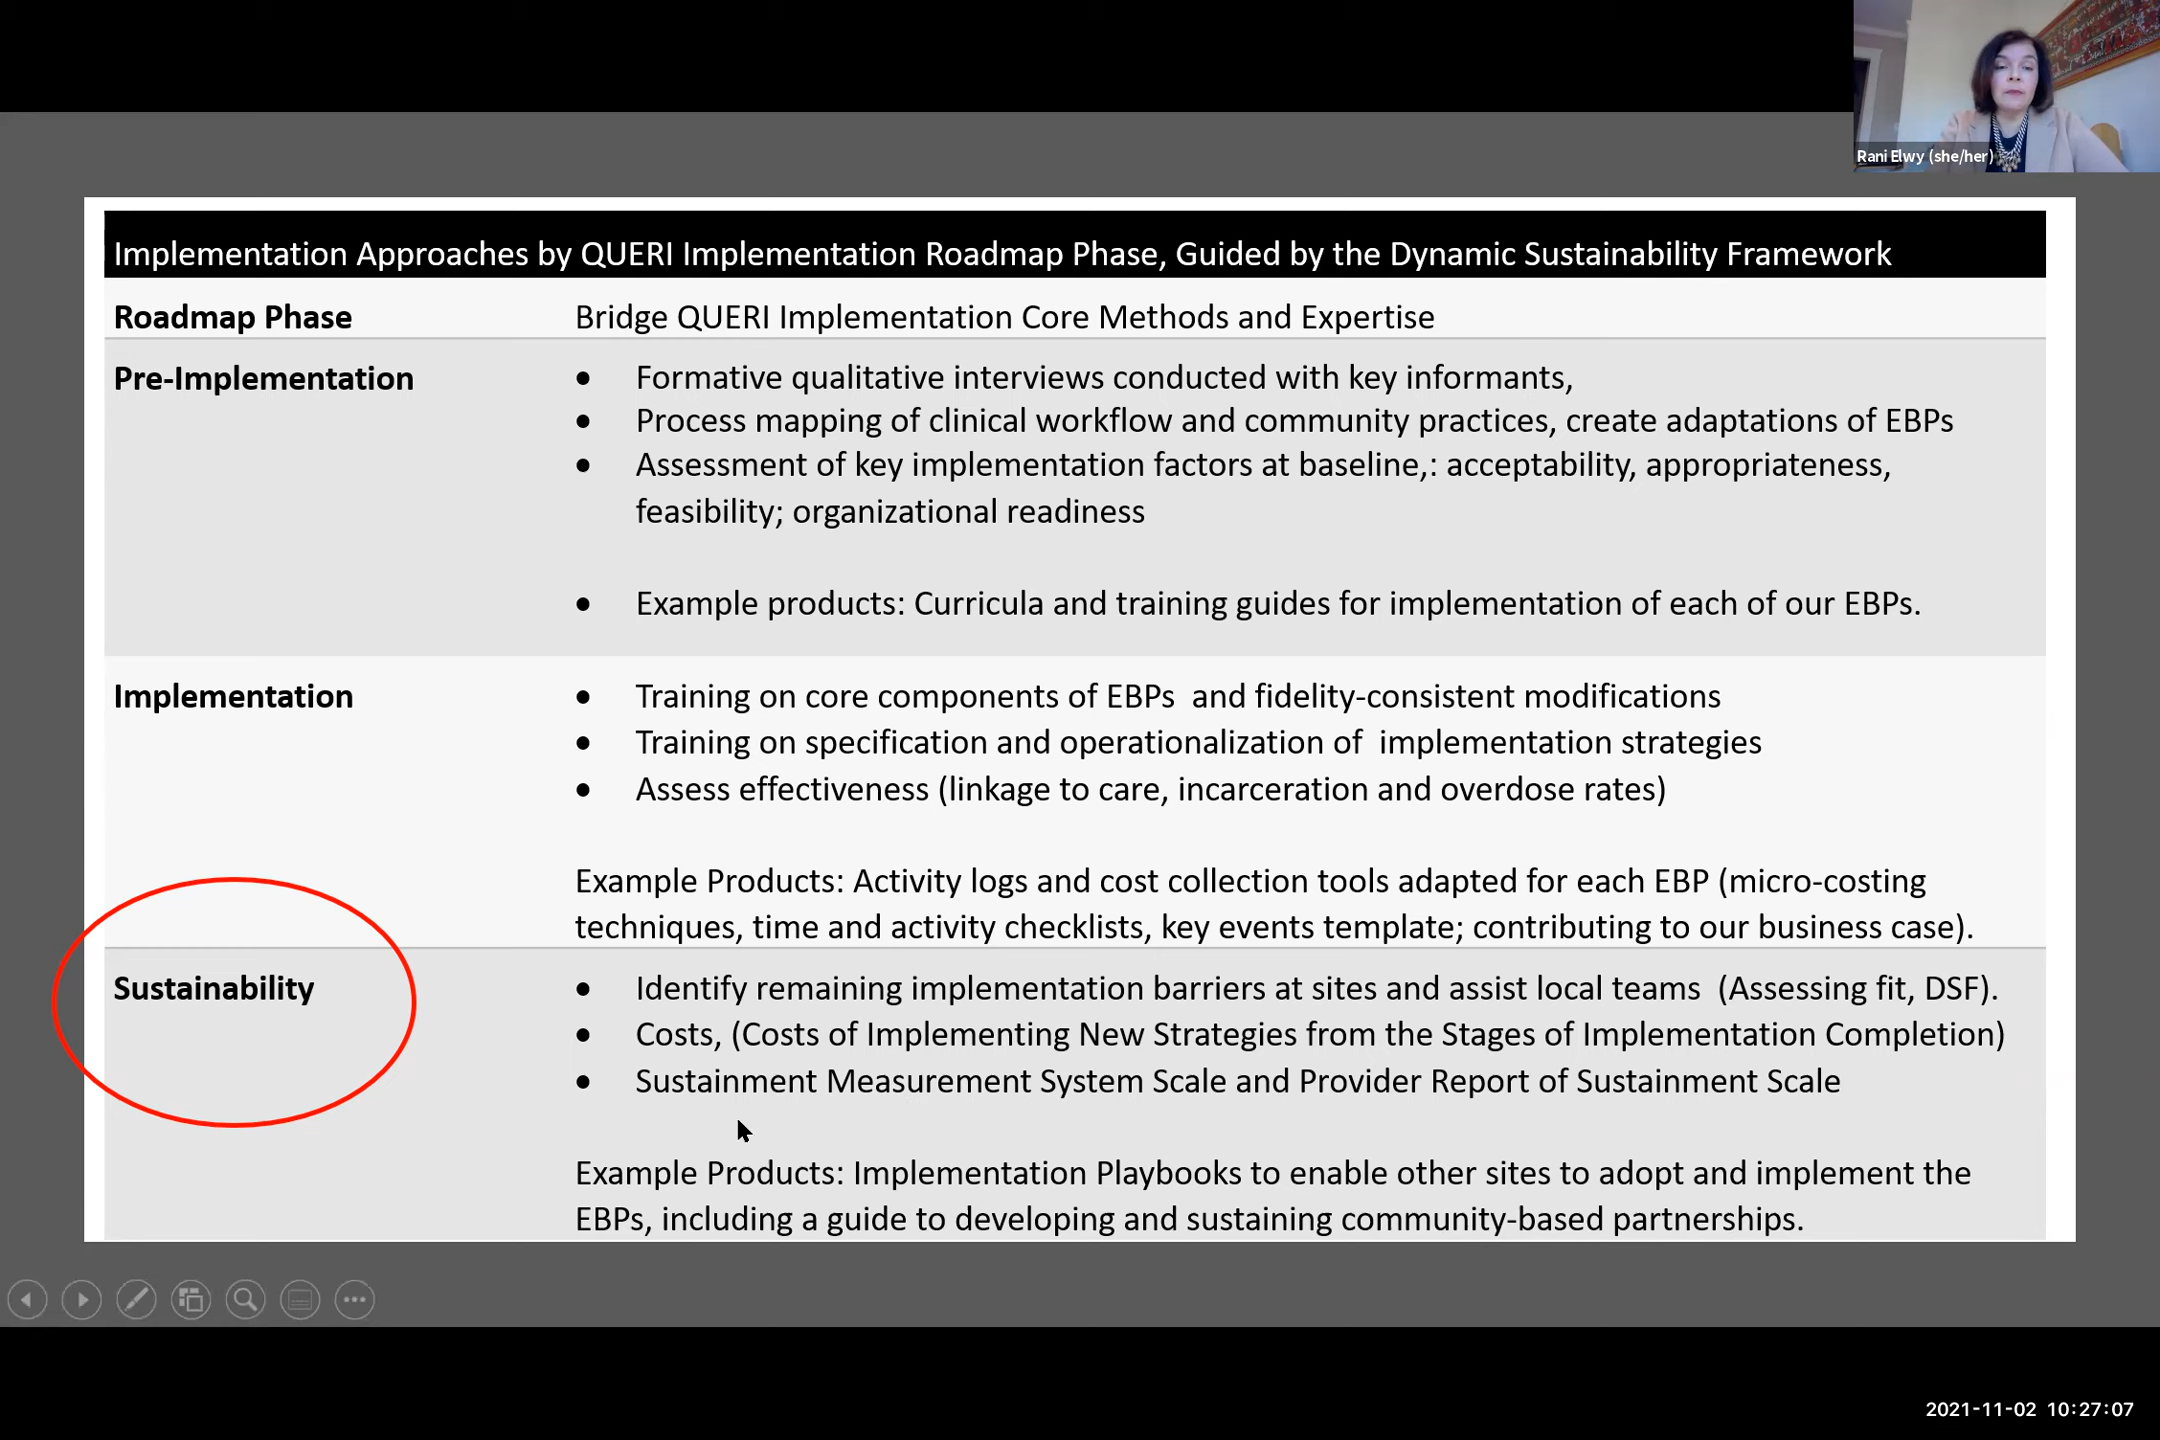 Rani Elwy (she/her)
Implementation Approaches by QUERI Implementation Roadmap Phase, Guided by the Dynamic Sustainability Framework
Roadmap Phase
Bridge QUERI Implementation Core Methods and Expertise
Pre-Implementation
• Formative qualitative interviews conducted with key informants,
• Process mapping of clinical workflow and community practices, create adaptations of EBPs
• Assessment of key implementation factors at baseline,: acceptability, appropriateness,
feasibility; organizational readiness
• Example products: Curricula and training guides for implementation of each of our EBPs.
Implementation
• Training on core components of EBPs and fidelity-consistent modifications
• Training on specification and operationalization of implementation strategies
• Assess effectiveness (linkage to care, incarceration and overdose rates)
Example Products: Activity logs and cost collection tools adapted for each EBP (micro-costing
techniques, time and activity checklists, key events template; contributing to our business case).
Sustainability
• Identify remaining implementation barriers at sites and assist local teams (Assessing fit, DSF).
• Costs, (Costs of Implementing New Strategies from the Stages of Implementation Completion)
• Sustainment Measurement System Scale and Provider Report of Sustainment Scale
Example Products: Implementation Playbooks to enable other sites to adopt and implement the
EBPs, including a guide to developing and sustaining community-based partnerships.
2021-11-02 10:27:07